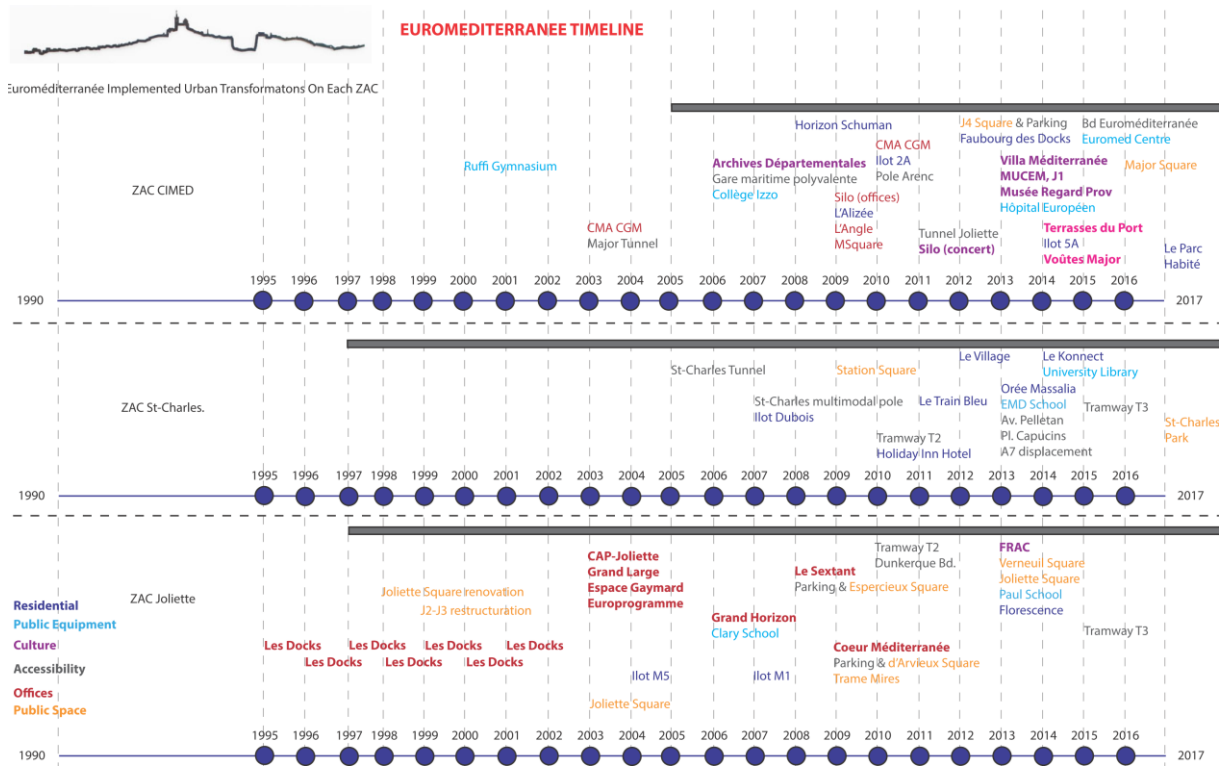 EUROMEDITERRANEE TIMELINE
Euroméditerranée Implemented Urban Transformatons On Each ZAC
Horizon Schuman
J4 Square & Parking
Faubourg des Docks
Bd Euroméditerranée
Euromed Centre
CMA CGM
Ilot 2A
Pole Arenc
Ruffi Gymnasium
Archives Départementales
Gare maritime polyvalente
Collège Izzo
Villa Méditerranée
MUCEM, J1
Musée Regard Prov
Hôpital Européen
Major Square
ZAC CIMED
Silo (offices)
L'Alizée
L'Angle
MSquare
CMA CGM
Major Tunnel
Tunnel Joliette
Silo (concert)
Terrasses du Port
Ilot 5A
Voûtes Major
Le Parc
Habité
1995 1996 1997 1998 1999 2000 2001 2002 2003 2004 2005 2006 2007 2008 2009 2010 2011 2012 2013 2014 2015 2016
1990 2017
Le Village
Le Konnect
University Library
St-Charles Tunnel
Station Square
ZAC St-Charles.
St-Charles multimodal pole
Ilot Dubois
Le Train Bleu
Orée Massalia
EMD School
Av. Pelletan
Pl. Capucins
A7 displacement
Tramway T3
St-Charles
Park
Tramway T2
Holiday Inn Hotel
1995 1996 1997 1998 1999 2000 2001 2002 2003 2004 2005 2006 2007 2008 2009 2010 2011 2012 2013 2014 2015 2016
1990 2017
CAP-Joliette
Grand Large
Espace Gaymard
Europrogramme
Tramway T2
Dunkerque Bd.
FRAC
Verneuil Square
Joliette Square
Paul School
Florescence
Le Sextant
Parking & Espercieux Square
ZAC Joliette
Joliette Square renovation
J2-J3 restructuration
Residential
Public Equipment
Culture
Accessibility
Offices
Public Space
Grand Horizon
Clary School
Tramway T3
Les Docks Les Docks Les Docks Les Docks
Les Docks Les Docks Les Docks
Coeur Méditerranée
Parking & d'Arvieux Square
Trame Mires
Ilot M5
Ilot M1
Joliette Square
1995 1996 1997 1998 1999 2000 2001 2002 2003 2004 2005 2006 2007 2008 2009 2010 2011 2012 2013 2014 2015 2016
1990 2017